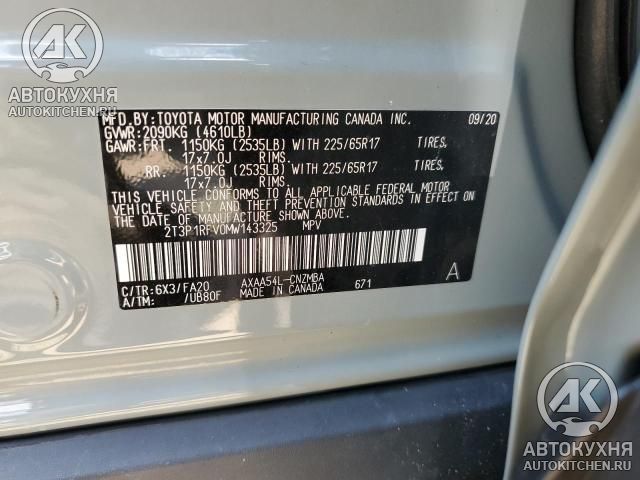 AK
АВТОКУХНЯ
AUTOKITCHEN.RU
MFD.BY:TOYOTA MOTOR MANUFACTURING CANADA INC. 09/20
GVWR:2090KG (4610LB)
GAWR:FRT. 1150KG (2535LB) WITH 225/65R17 TIRES,
17x7.0J RIMS.
RR. 1150KG (2535LB) WITH 225/65R17 TIRES,
17x7.0J RIMS.
THIS VEHICLE CONFORMS TO ALL APPLICABLE FEDERAL MOTOR
VEHICLE SAFETY AND THEFT PREVENTION STANDARDS IN EFFECT
ON THE DATE OF MANUFACTURE SHOWN ABOVE.
2T3P1RFV0MW143325 MPV
C/TR:6X3/FA20 AXAA54L-CNZMBA
A/TM: /UB80F MADE IN CANADA 671
A
AK
АВТОКУХНЯ
AUTOKITCHEN.RU